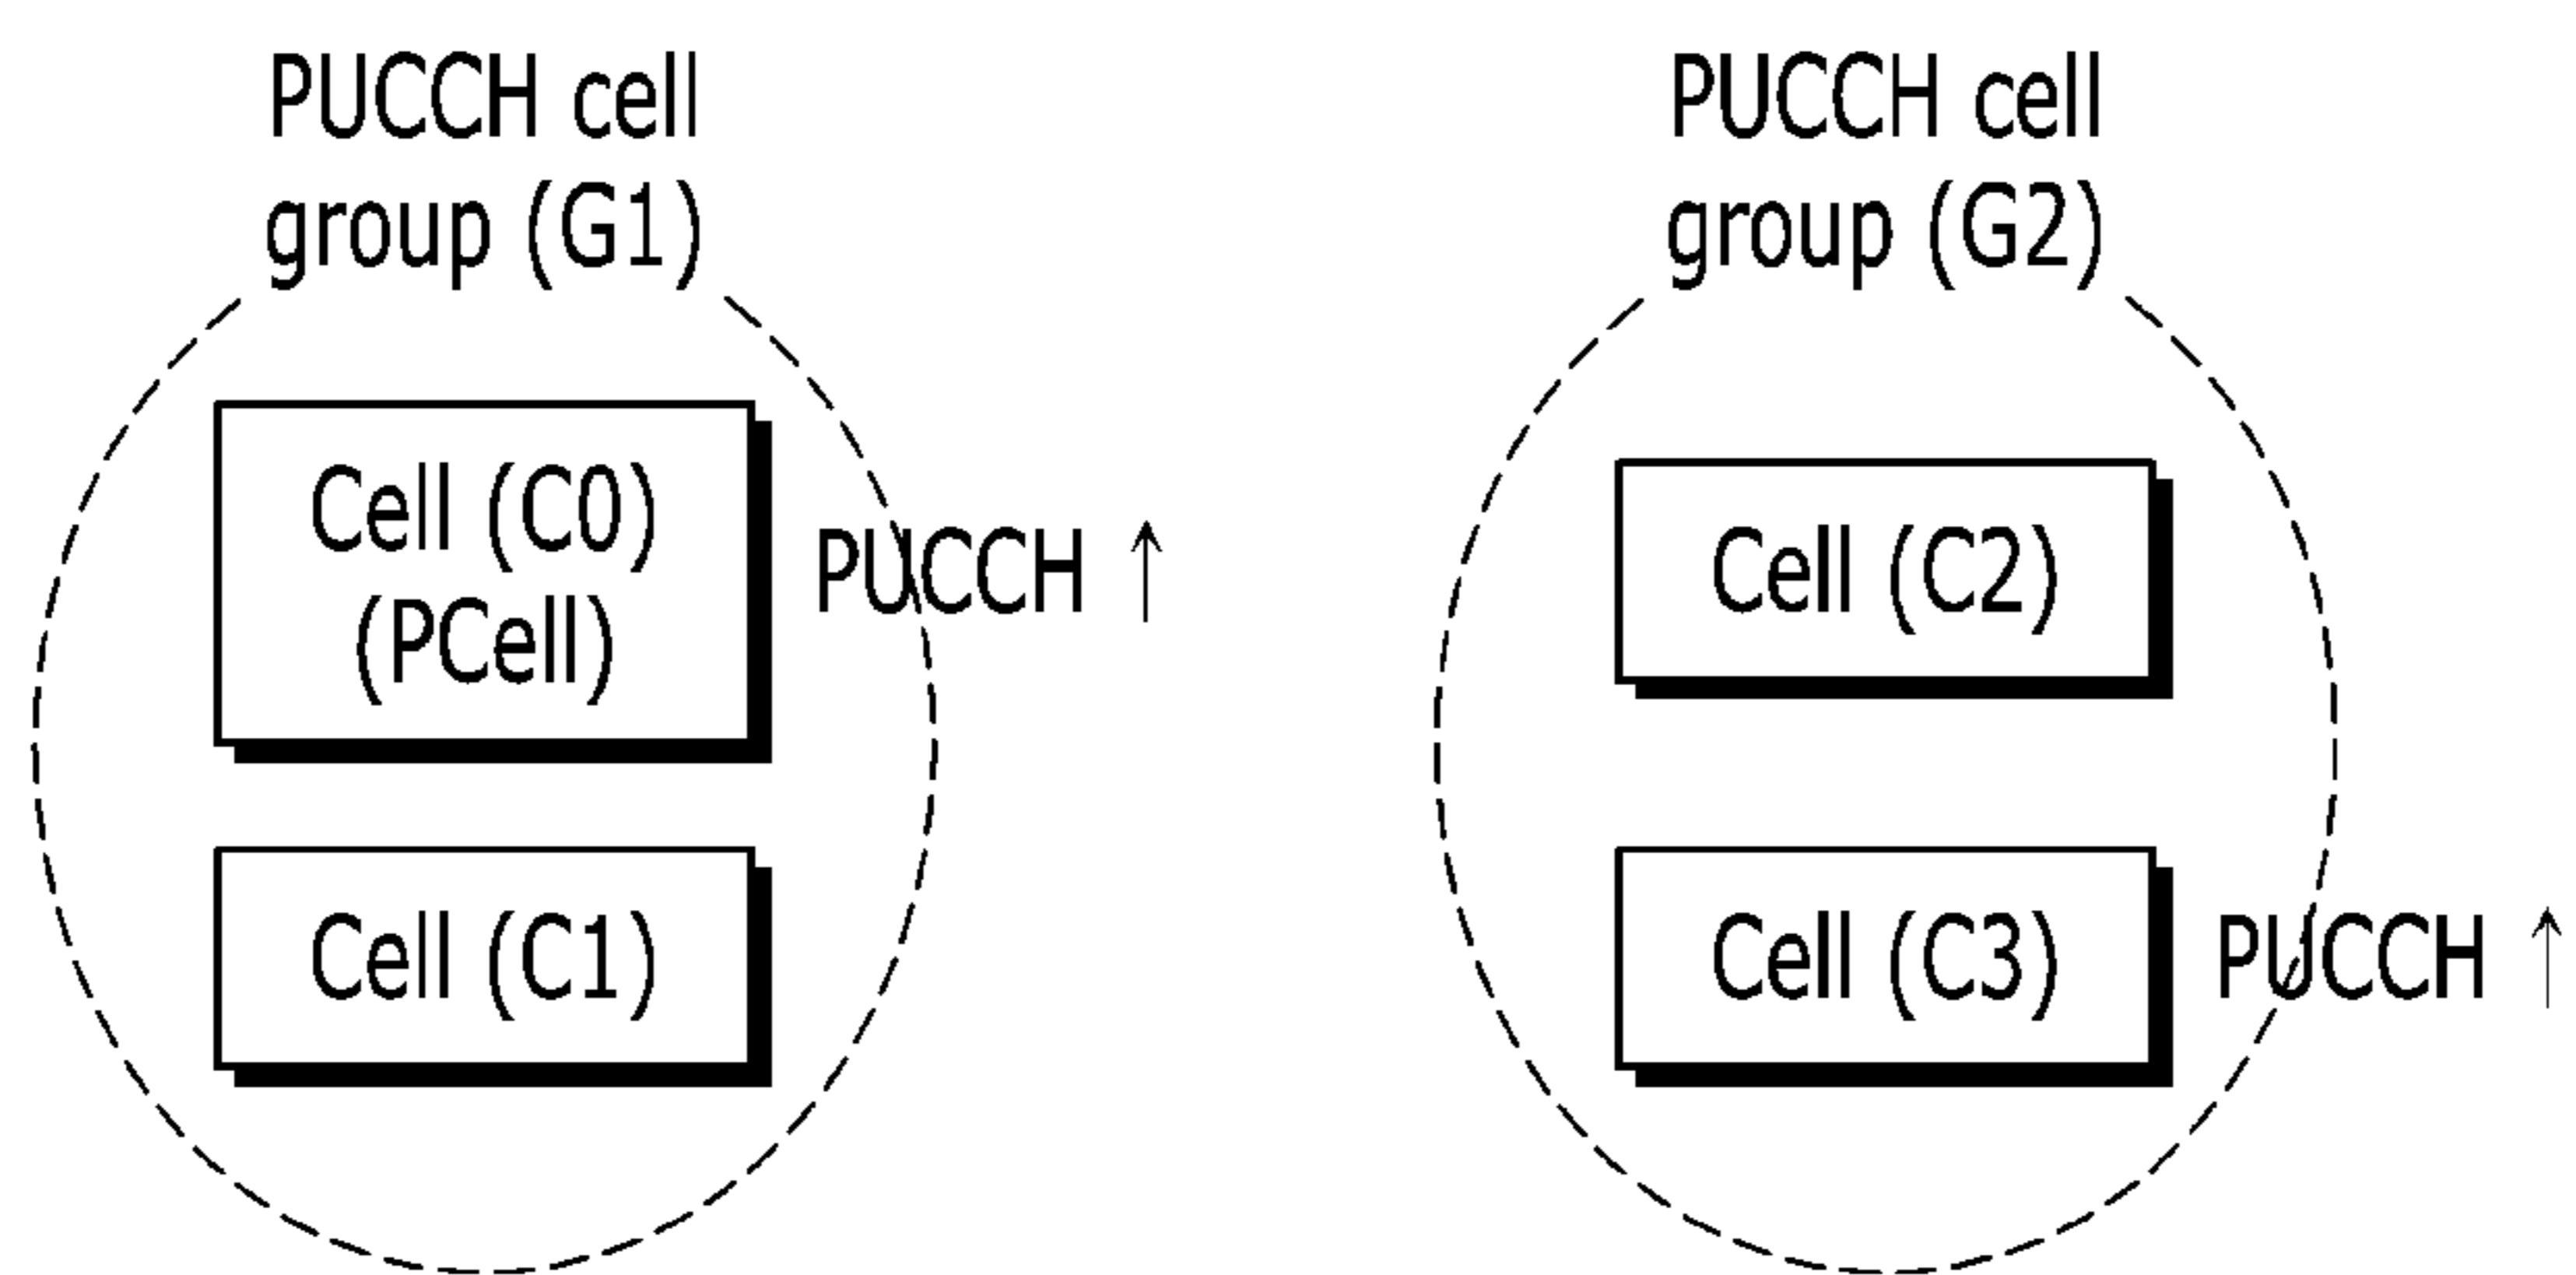 PUCCH cell
group (G1)
Cell (C0)
(PCell)
PUCCH ↑
Cell (C1)
PUCCH cell
group (G2)
Cell (C2)
Cell (C3)
PUCCH ↑